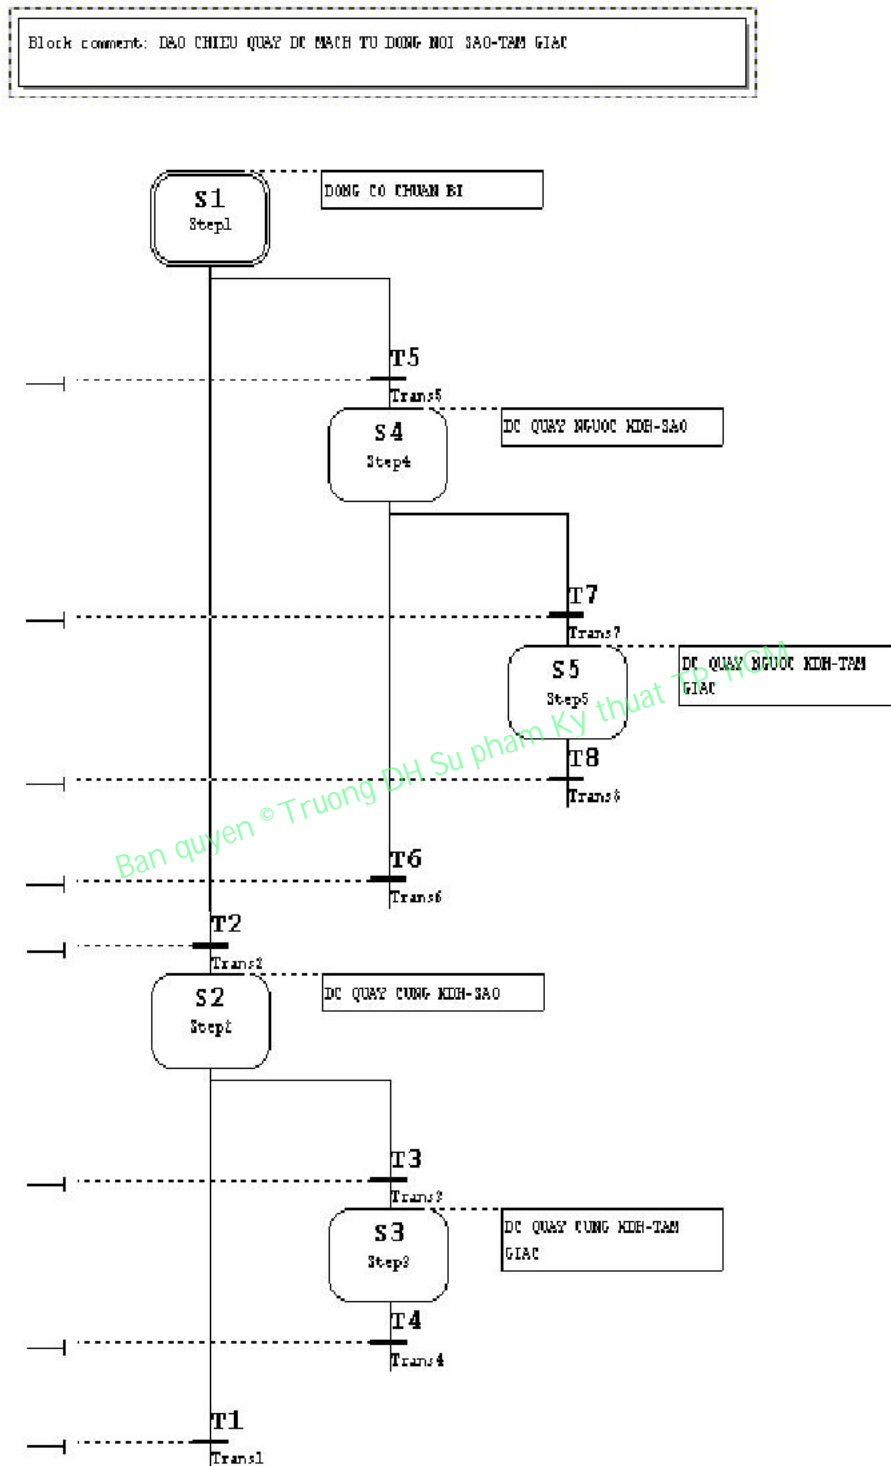 Block comment: DAO CHIEU QUAY DC MACH TU DONG NOI SAO-TAM GIAC
S1
Step1
DONG CO CHUAN BI
T5
Trans5
S4
Step4
DC QUAY NGUOC KDH-SAO
T7
Trans7
S5
Step5
DC QUAY NGUOC KDH-TAM
GIAC
T8
Trans8
Ban quyen © Truong DH Su pham Ky thuat TP. HCM
T6
Trans6
T2
Trans2
S2
Step2
DC QUAY CUNG KDH-SAO
T3
Trans3
S3
Step3
DC QUAY CUNG KDH-TAM
GIAC
T4
Trans4
T1
Trans1